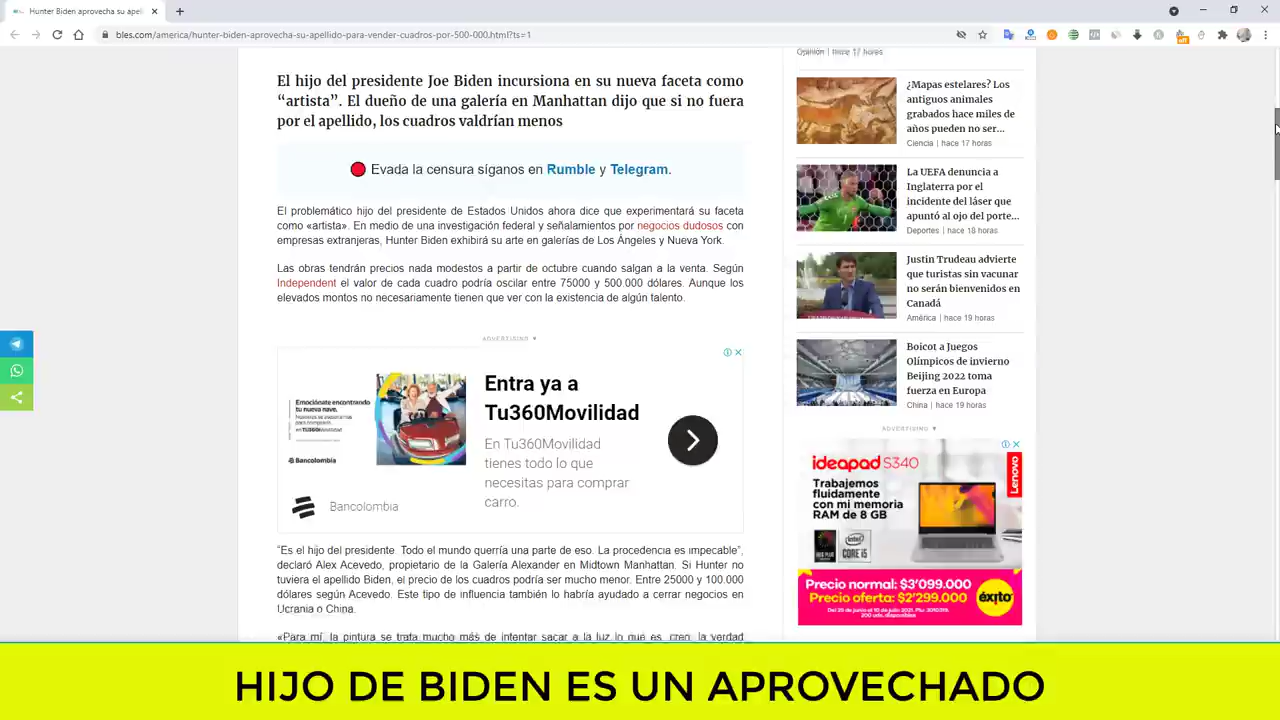 Hunter Biden aprovecha su apel
bles.com/america/hunter-biden-aprovecha-su-apellido-para-vender-cuadros-por-500-000.html?ts=1
El hijo del presidente Joe Biden incursiona en su nueva faceta como
“artista”. El dueño de una galería en Manhattan dijo que si no fuera
por el apellido, los cuadros valdrían menos
Evada la censura síganos en Rumble y Telegram.
El problemático hijo del presidente de Estados Unidos ahora dice que experimentará su faceta
como «artista». En medio de una investigación federal y señalamientos por negocios dudosos con
empresas extranjeras, Hunter Biden exhibirá su arte en galerías de Los Ángeles y Nueva York.
Las obras tendrán precios nada modestos a partir de octubre cuando salgan a la venta. Según
Independent el valor de cada cuadro podría oscilar entre 75000 y 500.000 dólares. Aunque los
elevados montos no necesariamente tienen que ver con la existencia de algún talento.
ADVERTISING
Emociónate encontrando
tu nueva nave.
Bancolombia
Entra ya a
Tu360Movilidad
En Tu360Movilidad
tienes todo lo que
necesitas para comprar
carro.
Bancolombia
“Es el hijo del presidente. Todo el mundo querría una parte de eso. La procedencia es impecable”,
declaró Alex Acevedo, propietario de la Galería Alexander en Midtown Manhattan. Si Hunter no
tuviera el apellido Biden, el precio de los cuadros podría ser mucho menor. Entre 25000 y 100.000
dólares según Acevedo. Este tipo de influencia también lo habría ayudado a cerrar negocios en
Ucrania o China.
«Para mí, la pintura se trata mucho más de intentar sacar a la luz lo que es, creo, la verdad
Opinión | hace 17 horas
¿Mapas estelares? Los
antiguos animales
grabados hace miles de
años pueden no ser...
Ciencia | hace 17 horas
La UEFA denuncia a
Inglaterra por el
incidente del láser que
apuntó al ojo del porte...
Deportes | hace 18 horas
Justin Trudeau advierte
que turistas sin vacunar
no serán bienvenidos en
Canadá
América | hace 19 horas
Boicot a Juegos
Olímpicos de invierno
Beijing 2022 toma
fuerza en Europa
China | hace 19 horas
ADVERTISING
ideapad S340
Lenovo
Trabajemos
fluidamente
con mi memoria
RAM de 8 GB
intel
CORE i5
Precio normal: $3'099.000
Precio oferta: $2'299.000
éxito
HIJO DE BIDEN ES UN APROVECHADO